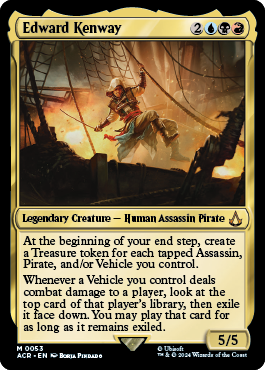 Edward Kenway 2
Legendary Creature — Human Assassin Pirate
At the beginning of your end step, create
a Treasure token for each tapped Assassin,
Pirate, and/or Vehicle you control.
Whenever a Vehicle you control deals
combat damage to a player, look at the
top card of that player's library, then exile
it face down. You may play that card for
as long as it remains exiled.
5/5
M 0053
ACR • EN Borja Pindado
© Ubisoft
™ & © 2024 Wizards of the Coast